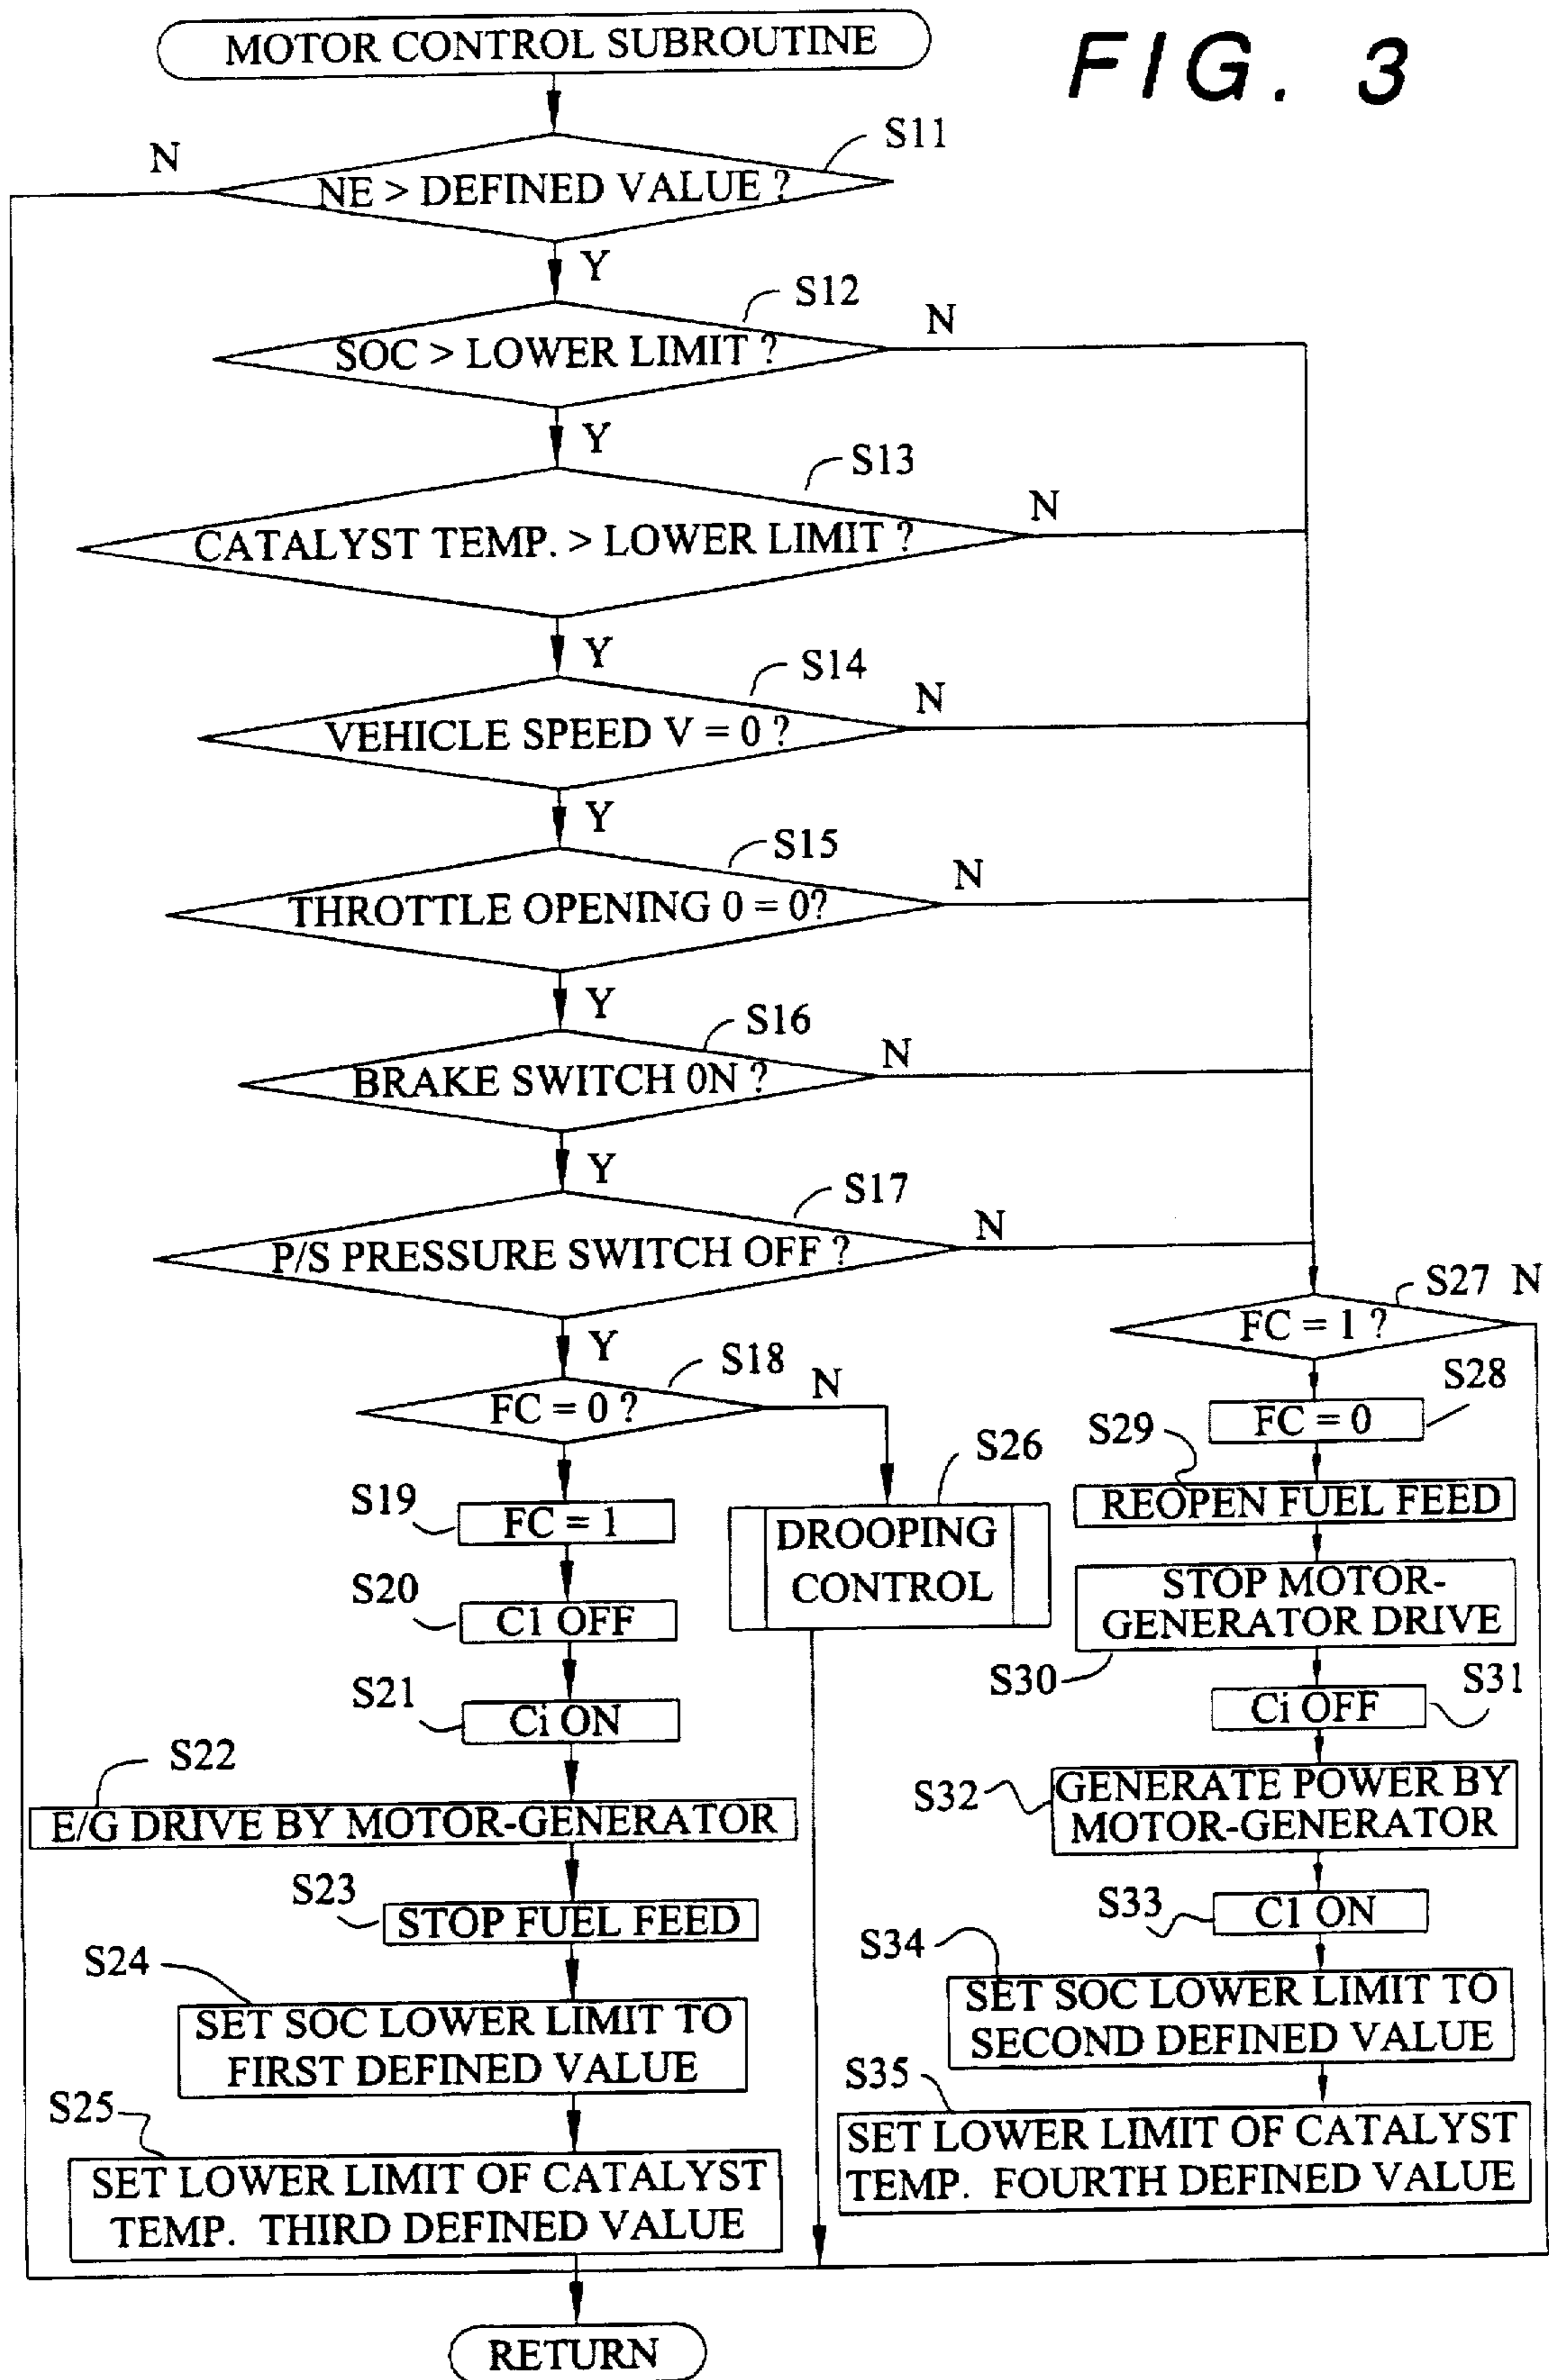 MOTOR CONTROL SUBROUTINE
FIG. 3
S11
N
NE > DEFINED VALUE ?
Y
S12
N
SOC > LOWER LIMIT ?
Y
S13
N
CATALYST TEMP. > LOWER LIMIT ?
Y
S14
N
VEHICLE SPEED V = 0 ?
Y
S15
N
THROTTLE OPENING 0 = 0?
Y
S16
N
BRAKE SWITCH 0N ?
Y
S17
N
P/S PRESSURE SWITCH OFF ?
Y
S18
N
FC = 0 ?
S19
FC = 1
S20
C1 OFF
S21
Ci ON
S22
E/G DRIVE BY MOTOR-GENERATOR
S23
STOP FUEL FEED
S24
SET SOC LOWER LIMIT TO
FIRST DEFINED VALUE
S25
SET LOWER LIMIT OF CATALYST
TEMP. THIRD DEFINED VALUE
S26
DROOPING
CONTROL
S27
N
FC = 1 ?
S28
FC = 0
S29
REOPEN FUEL FEED
STOP MOTOR-
GENERATOR DRIVE
S30
S31
Ci OFF
S32
GENERATE POWER BY
MOTOR-GENERATOR
S33
C1 ON
S34
SET SOC LOWER LIMIT TO
SECOND DEFINED VALUE
S35
SET LOWER LIMIT OF CATALYST
TEMP. FOURTH DEFINED VALUE
RETURN